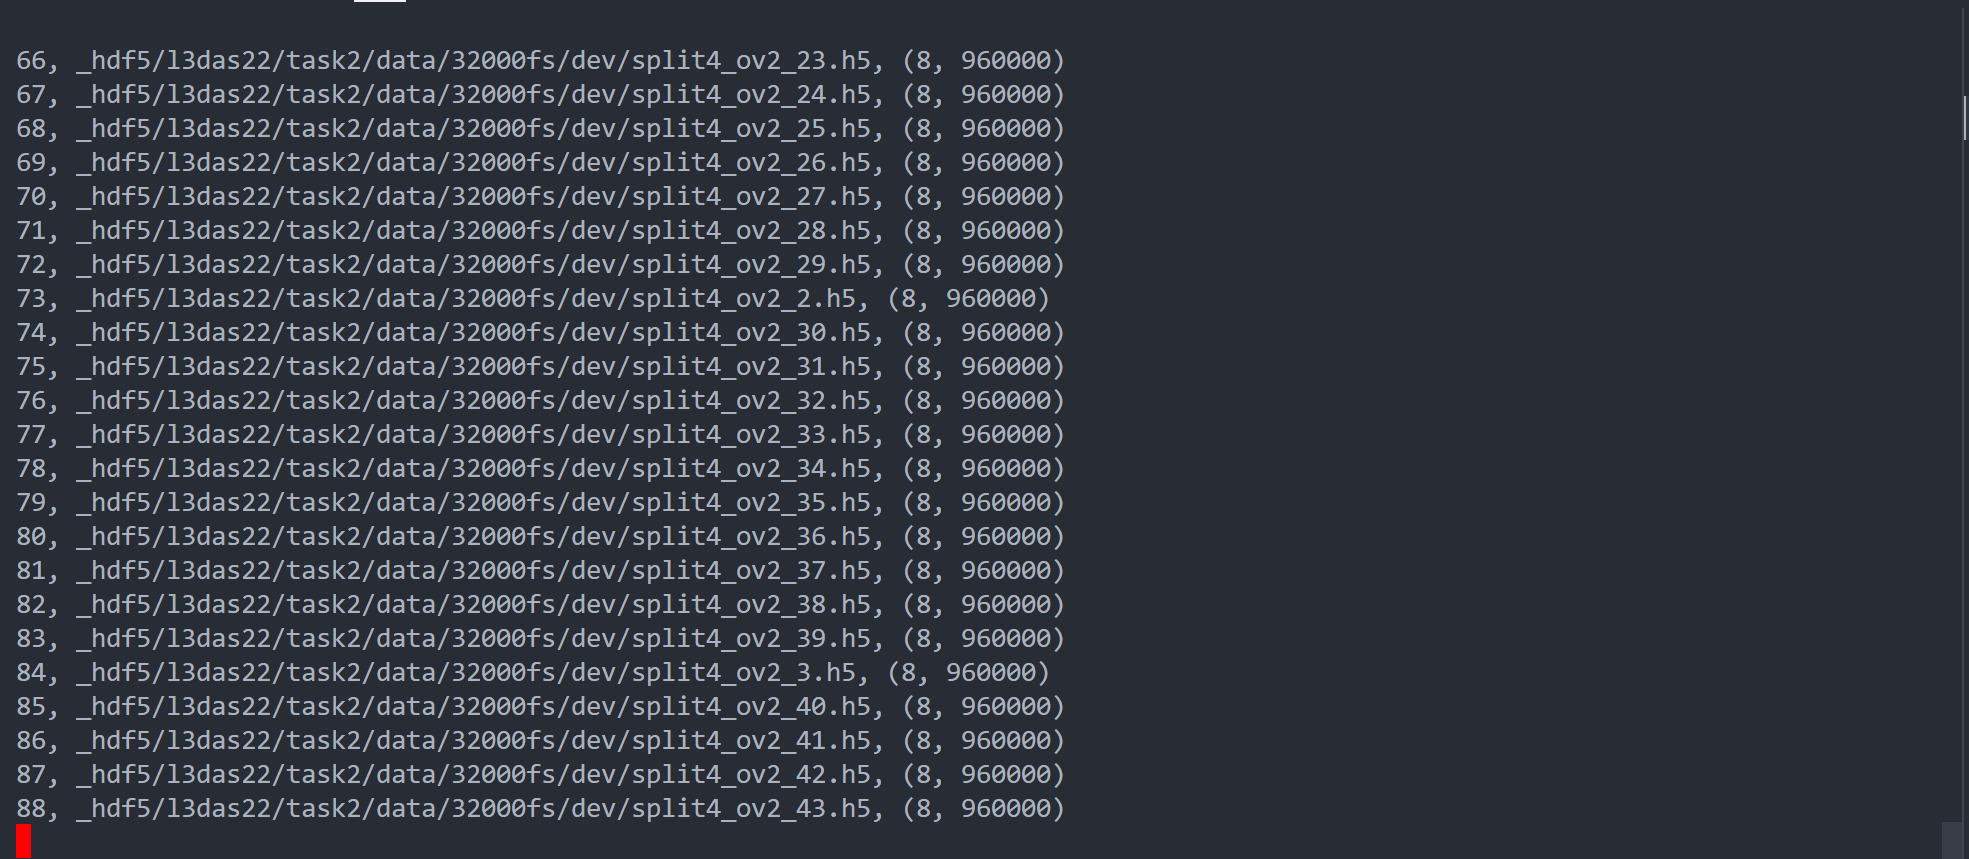 66, _hdf5/l3das22/task2/data/32000fs/dev/split4_ov2_23.h5, (8, 960000)
67, _hdf5/l3das22/task2/data/32000fs/dev/split4_ov2_24.h5, (8, 960000)
68, _hdf5/l3das22/task2/data/32000fs/dev/split4_ov2_25.h5, (8, 960000)
69, _hdf5/l3das22/task2/data/32000fs/dev/split4_ov2_26.h5, (8, 960000)
70, _hdf5/l3das22/task2/data/32000fs/dev/split4_ov2_27.h5, (8, 960000)
71, _hdf5/l3das22/task2/data/32000fs/dev/split4_ov2_28.h5, (8, 960000)
72, _hdf5/l3das22/task2/data/32000fs/dev/split4_ov2_29.h5, (8, 960000)
73, _hdf5/l3das22/task2/data/32000fs/dev/split4_ov2_2.h5, (8, 960000)
74, _hdf5/l3das22/task2/data/32000fs/dev/split4_ov2_30.h5, (8, 960000)
75, _hdf5/l3das22/task2/data/32000fs/dev/split4_ov2_31.h5, (8, 960000)
76, _hdf5/l3das22/task2/data/32000fs/dev/split4_ov2_32.h5, (8, 960000)
77, _hdf5/l3das22/task2/data/32000fs/dev/split4_ov2_33.h5, (8, 960000)
78, _hdf5/l3das22/task2/data/32000fs/dev/split4_ov2_34.h5, (8, 960000)
79, _hdf5/l3das22/task2/data/32000fs/dev/split4_ov2_35.h5, (8, 960000)
80, _hdf5/l3das22/task2/data/32000fs/dev/split4_ov2_36.h5, (8, 960000)
81, _hdf5/l3das22/task2/data/32000fs/dev/split4_ov2_37.h5, (8, 960000)
82, _hdf5/l3das22/task2/data/32000fs/dev/split4_ov2_38.h5, (8, 960000)
83, _hdf5/l3das22/task2/data/32000fs/dev/split4_ov2_39.h5, (8, 960000)
84, _hdf5/l3das22/task2/data/32000fs/dev/split4_ov2_3.h5, (8, 960000)
85, _hdf5/l3das22/task2/data/32000fs/dev/split4_ov2_40.h5, (8, 960000)
86, _hdf5/l3das22/task2/data/32000fs/dev/split4_ov2_41.h5, (8, 960000)
87, _hdf5/l3das22/task2/data/32000fs/dev/split4_ov2_42.h5, (8, 960000)
88, _hdf5/l3das22/task2/data/32000fs/dev/split4_ov2_43.h5, (8, 960000)